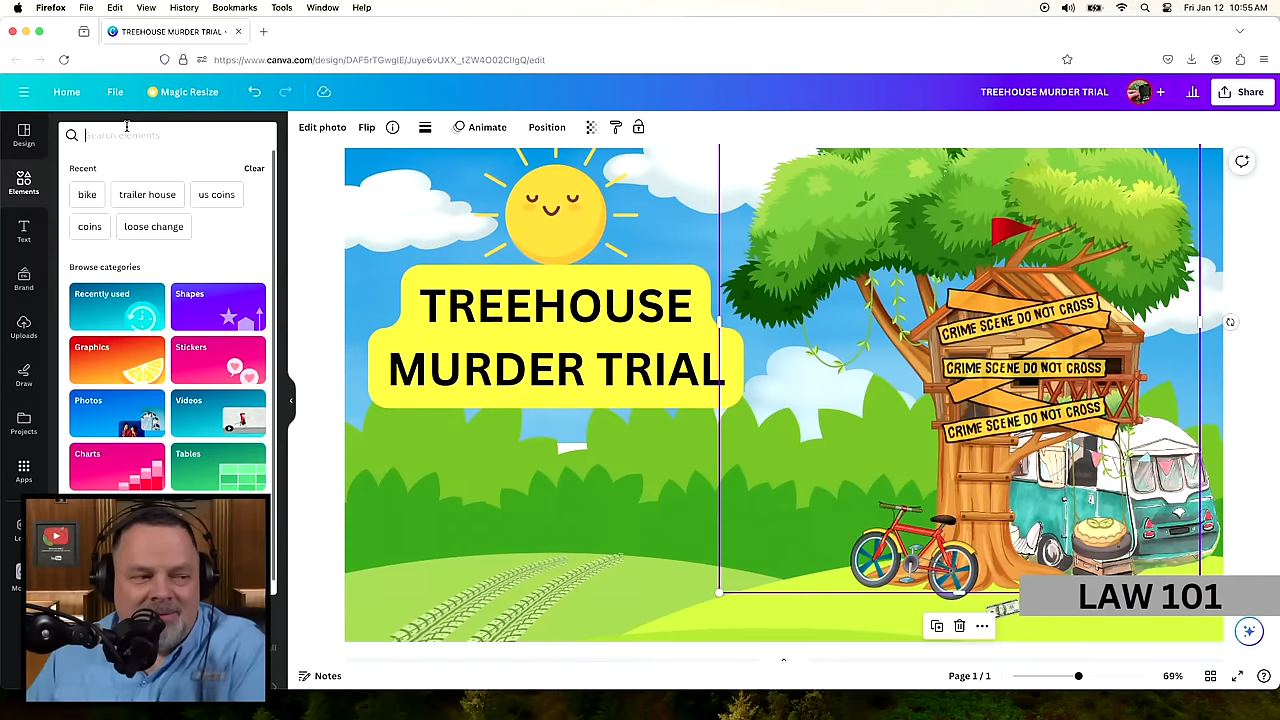 Firefox File Edit View History Bookmarks Tools Window Help
Fri Jan 12 10:55 AM
TREEHOUSE MURDER TRIAL
https://www.canva.com/design/DAF5rTGwgIE/Juye6vUXX_tZW4O02CIlgQ/edit
Home File Magic Resize
TREEHOUSE MURDER TRIAL
Share
Edit photo Flip Animate Position
Design
Elements
Text
Brand
Uploads
Draw
Projects
Apps
Search elements
Recent Clear
bike trailer house us coins
coins loose change
Browse categories
Recently used Shapes
Graphics Stickers
Photos Videos
Charts Tables
TREEHOUSE
MURDER TRIAL
CRIME SCENE DO NOT CROSS
CRIME SCENE DO NOT CROSS
CRIME SCENE DO NOT CROSS
LAW 101
Notes
Page 1 / 1
69%